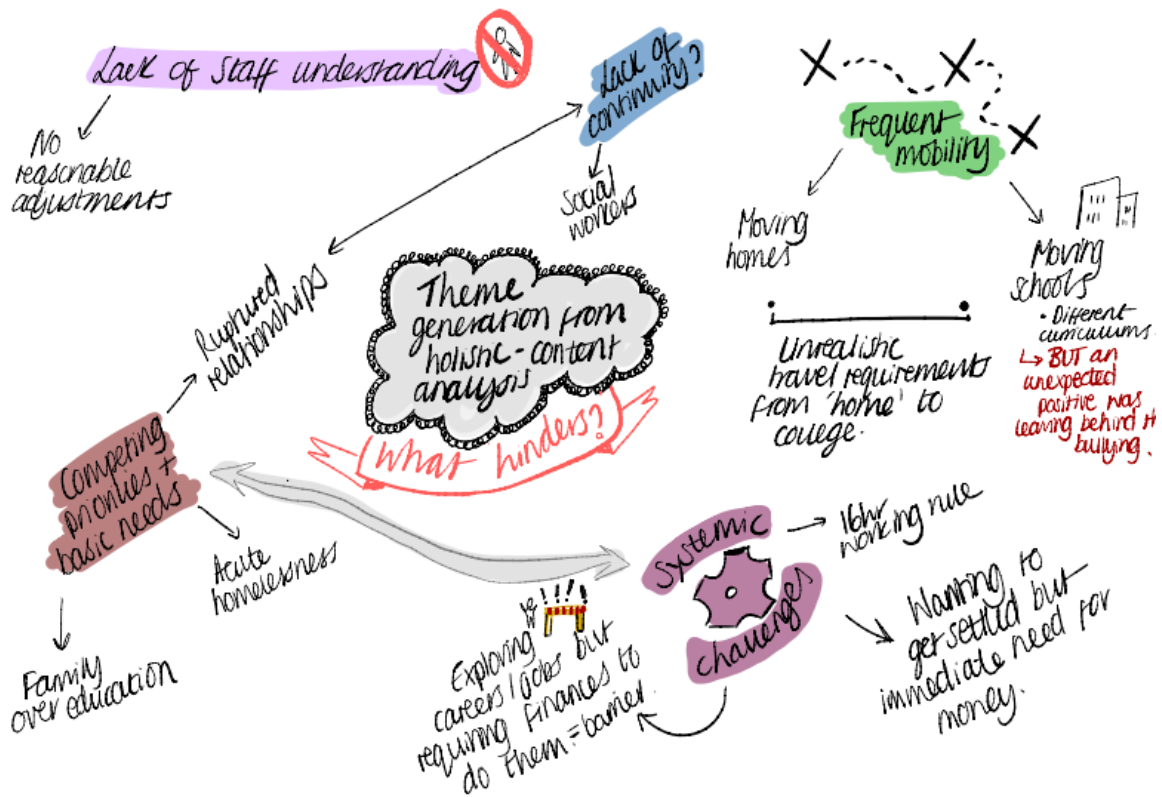 Lack of staff understanding
No
reasonable
adjustments
Lack of
continuity?
Social
workers
Frequent
mobility
Moving
homes
Moving
schools
• Different
curriculums.
↳ BUT an
unexpected
positive was
leaving behind
bullying.
Unrealistic
travel requirements
from 'home' to
college.
Ruptured
relationships
Theme
generation from
holistic-content
analysis
What hinders?
Competing
priorities +
basic needs
Acute
homelessness
Family
over education
Systemic
challenges
16hr
working rule
Wanting to
get settled but
immediate need for
money.
!!!!
Exploring
careers/jobs but
requiring finances to
do them = barrier.